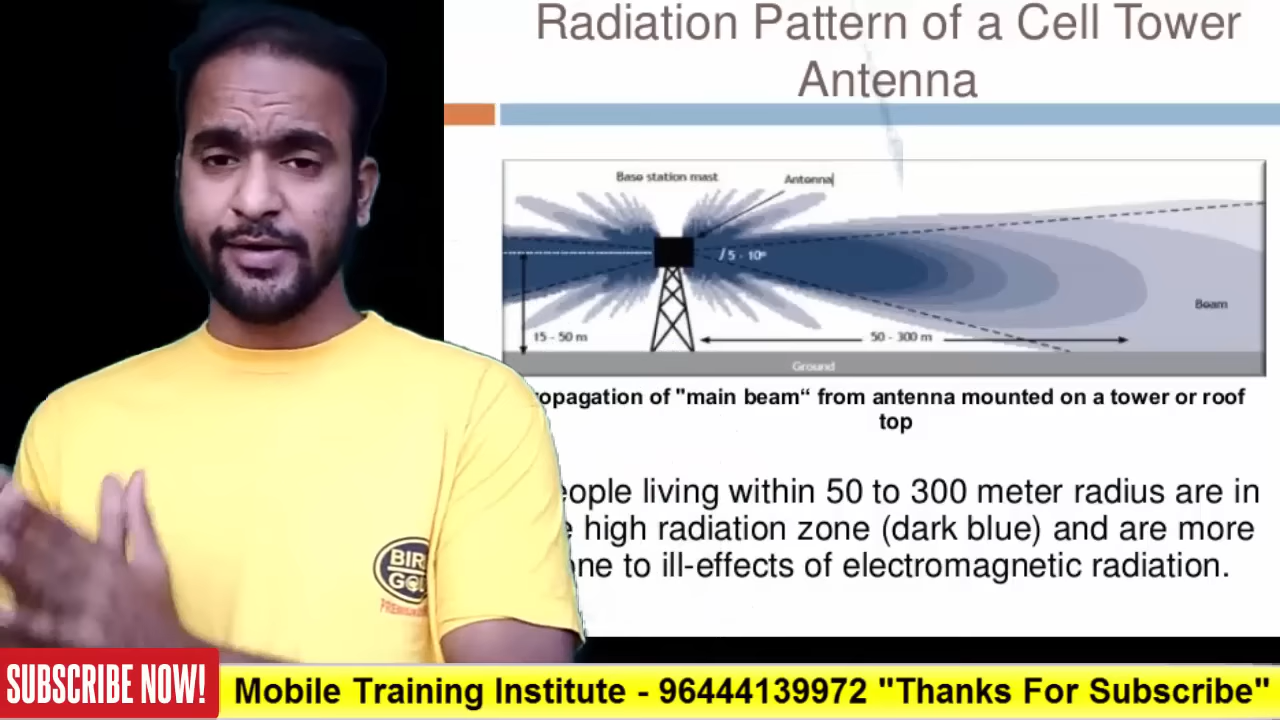 Radiation Pattern of a Cell Tower
Antenna
Base station mast
Antenna
5 - 10°
15 - 50 m
50 - 300 m
Beam
Ground
opagation of "main beam“ from antenna mounted on a tower or roof
top
eople living within 50 to 300 meter radius are in
high radiation zone (dark blue) and are more
ne to ill-effects of electromagnetic radiation.
BIR
GOL
SUBSCRIBE NOW!
Mobile Training Institute - 96444139972 "Thanks For Subscribe"